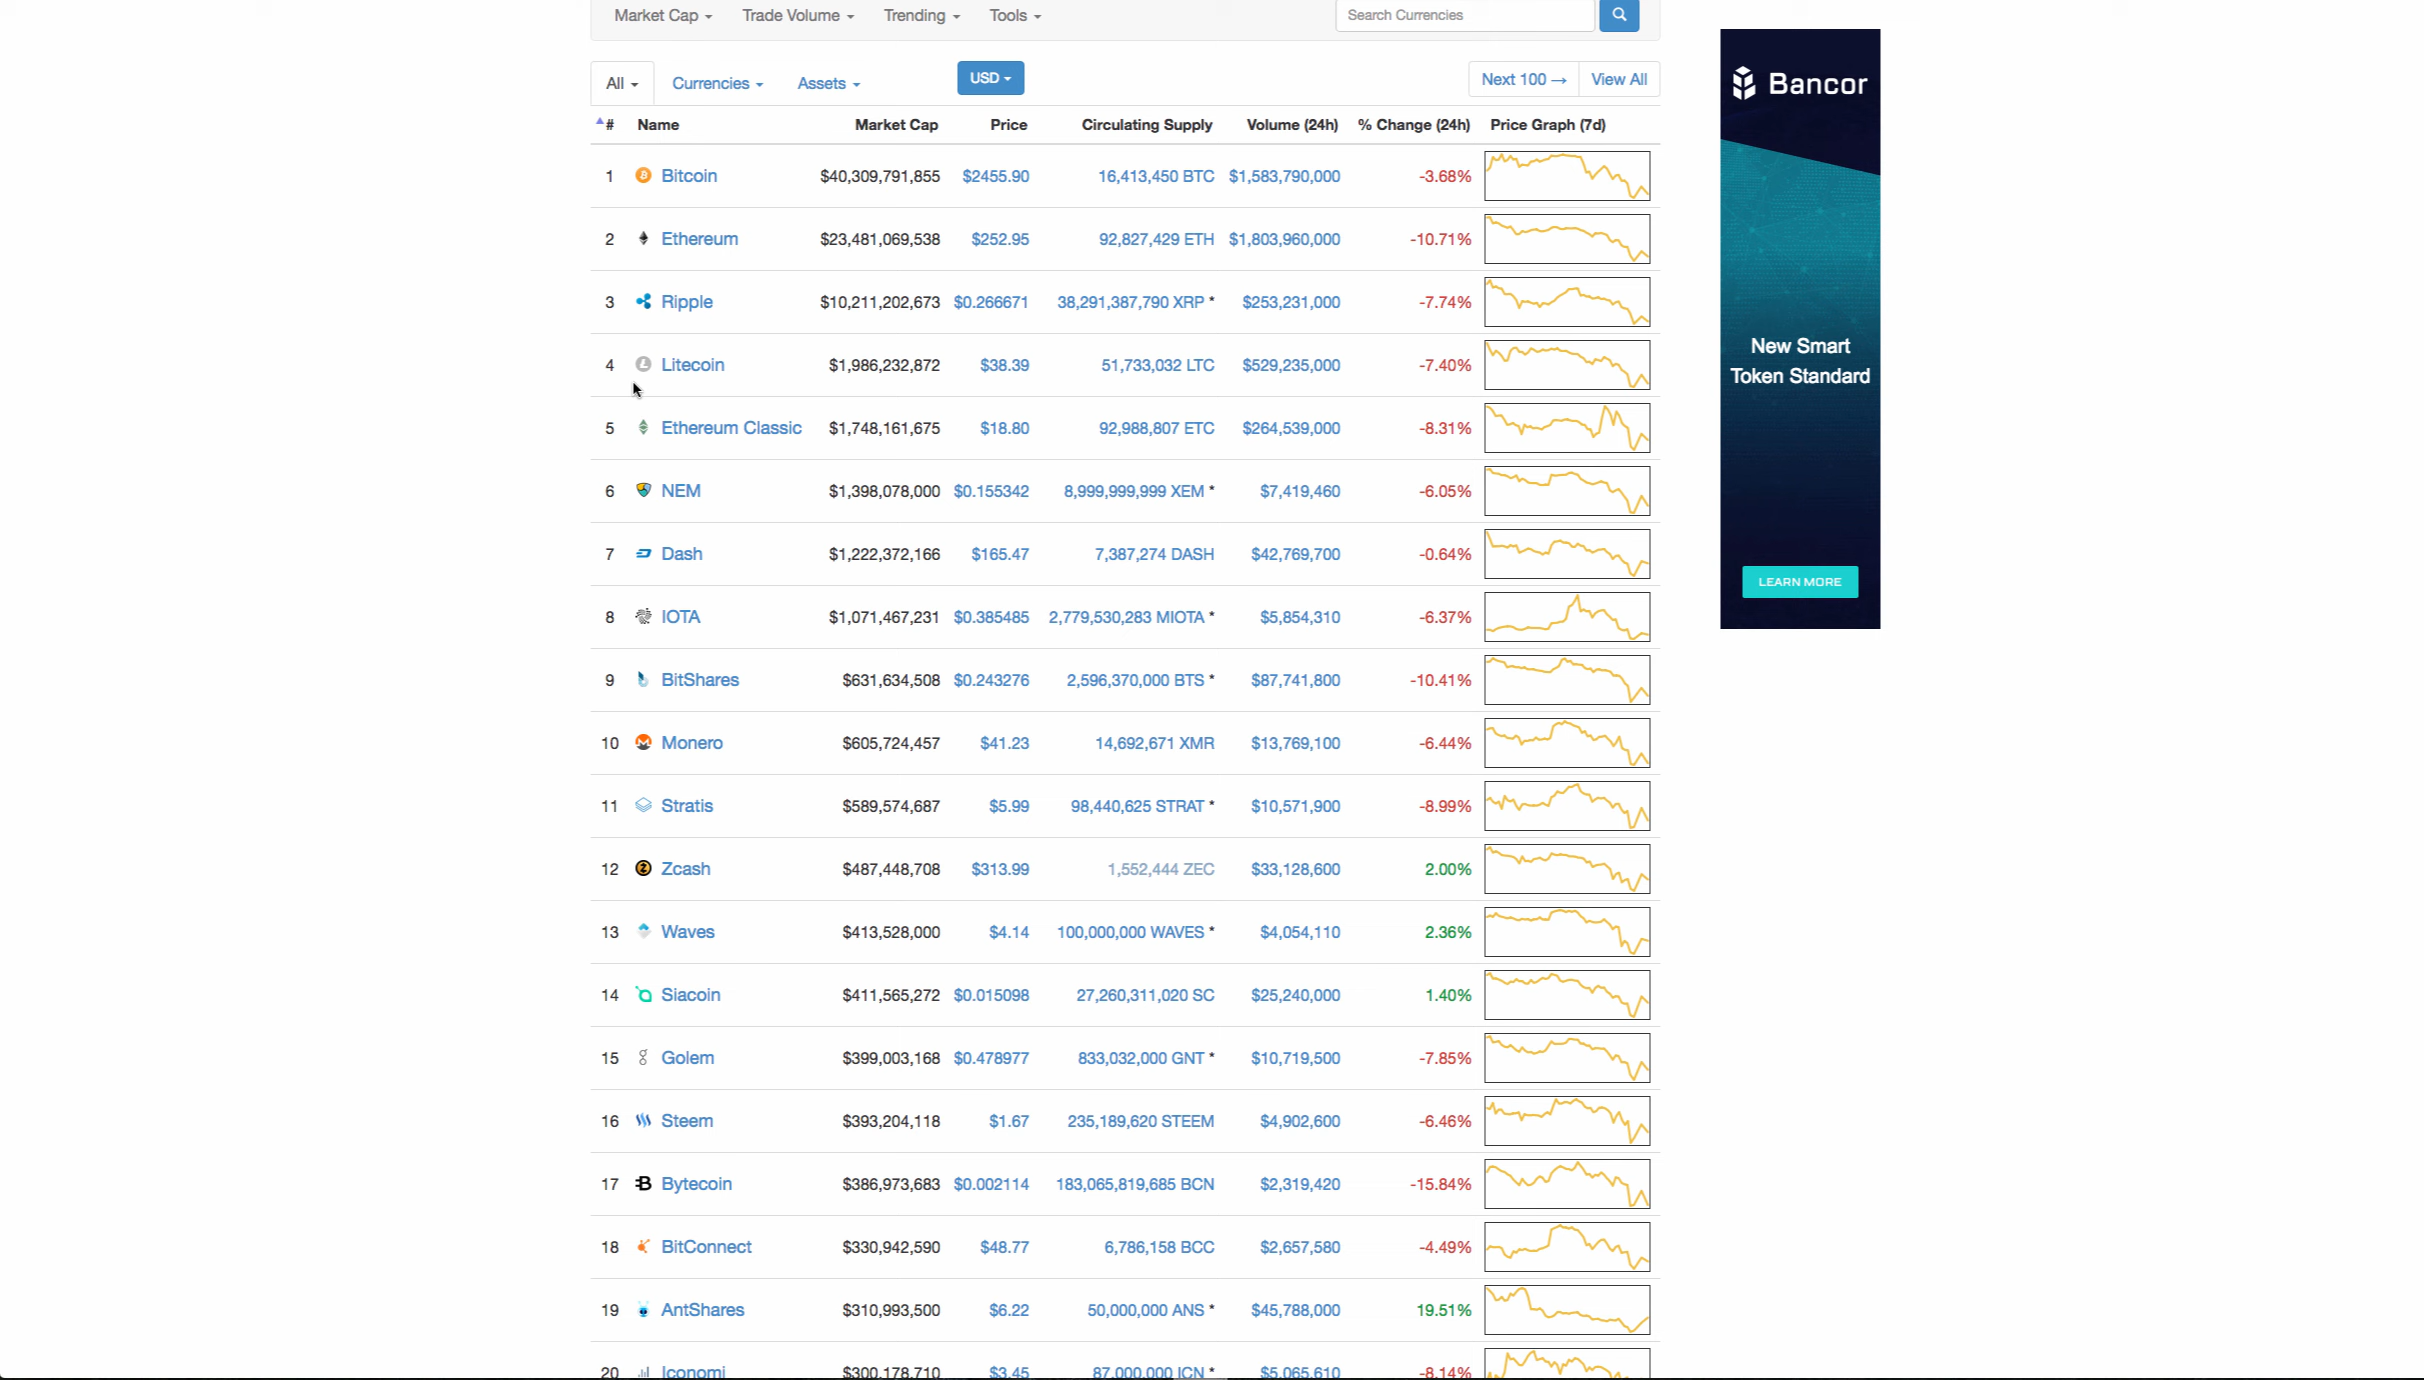 Market Cap Trade Volume Trending Tools Search Currencies
All Currencies Assets USD Next 100 → View All
# Name Market Cap Price Circulating Supply Volume (24h) % Change (24h) Price Graph (7d)
1 Bitcoin $40,309,791,855 $2455.90 16,413,450 BTC $1,583,790,000 -3.68%
2 Ethereum $23,481,069,538 $252.95 92,827,429 ETH $1,803,960,000 -10.71%
3 Ripple $10,211,202,673 $0.266671 38,291,387,790 XRP * $253,231,000 -7.74%
4 Litecoin $1,986,232,872 $38.39 51,733,032 LTC $529,235,000 -7.40%
5 Ethereum Classic $1,748,161,675 $18.80 92,988,807 ETC $264,539,000 -8.31%
6 NEM $1,398,078,000 $0.155342 8,999,999,999 XEM * $7,419,460 -6.05%
7 Dash $1,222,372,166 $165.47 7,387,274 DASH $42,769,700 -0.64%
8 IOTA $1,071,467,231 $0.385485 2,779,530,283 MIOTA * $5,854,310 -6.37%
9 BitShares $631,634,508 $0.243276 2,596,370,000 BTS * $87,741,800 -10.41%
10 Monero $605,724,457 $41.23 14,692,671 XMR $13,769,100 -6.44%
11 Stratis $589,574,687 $5.99 98,440,625 STRAT * $10,571,900 -8.99%
12 Zcash $487,448,708 $313.99 1,552,444 ZEC $33,128,600 2.00%
13 Waves $413,528,000 $4.14 100,000,000 WAVES * $4,054,110 2.36%
14 Siacoin $411,565,272 $0.015098 27,260,311,020 SC $25,240,000 1.40%
15 Golem $399,003,168 $0.478977 833,032,000 GNT * $10,719,500 -7.85%
16 Steem $393,204,118 $1.67 235,189,620 STEEM $4,902,600 -6.46%
17 Bytecoin $386,973,683 $0.002114 183,065,819,685 BCN $2,319,420 -15.84%
18 BitConnect $330,942,590 $48.77 6,786,158 BCC $2,657,580 -4.49%
19 AntShares $310,993,500 $6.22 50,000,000 ANS * $45,788,000 19.51%
20 Iconomi $300,178,710 $3.45 87,000,000 ICN * $5,065,610 -8.14%
Bancor
New Smart
Token Standard
LEARN MORE